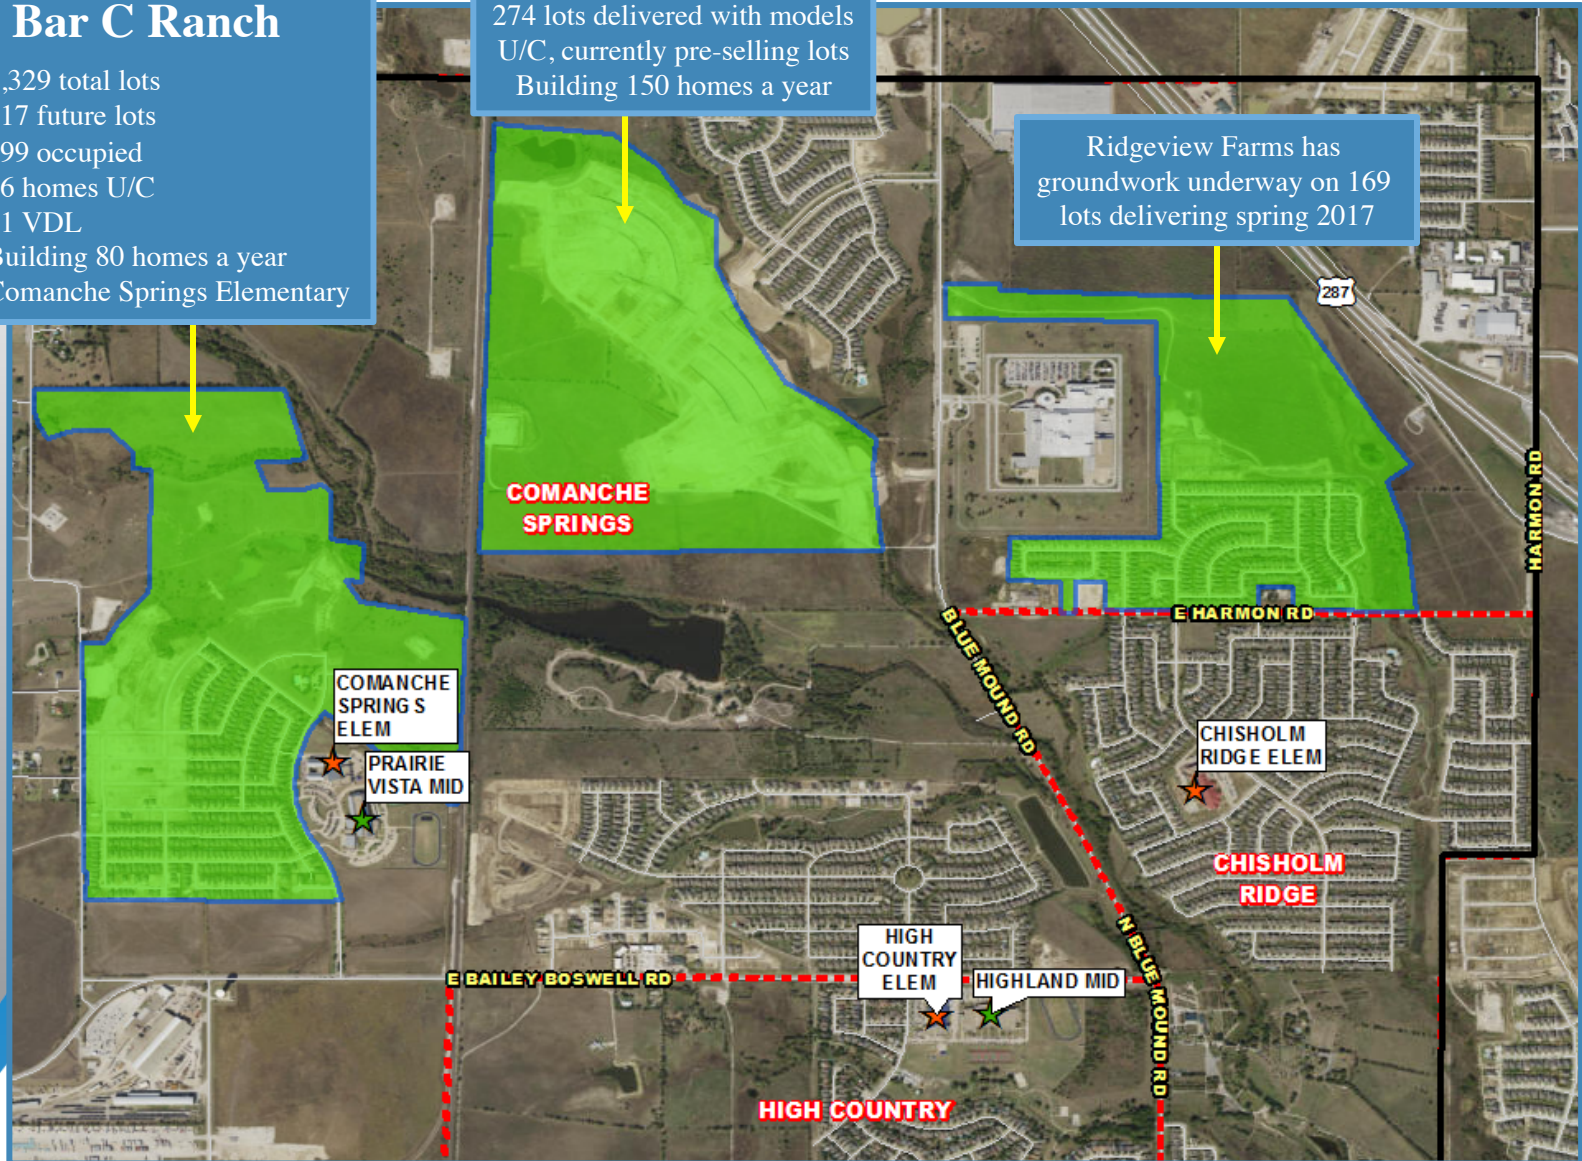 Bar C Ranch
,329 total lots
17 future lots
99 occupied
6 homes U/C
1 VDL
Building 80 homes a year
Comanche Springs Elementary
274 lots delivered with models
U/C, currently pre-selling lots
Building 150 homes a year
Ridgeview Farms has
groundwork underway on 169
lots delivering spring 2017
287
COMANCHE
SPRINGS
HARMON RD
E HARMON RD
BLUE MOUND RD
COMANCHE
SPRING S
ELEM
PRAIRIE
VISTA MID
CHISHOLM
RIDGE ELEM
CHISHOLM
RIDGE
N BLUE MOUND RD
HIGH
COUNTRY
ELEM
HIGHLAND MID
E BAILEY BOSWELL RD
HIGH COUNTRY